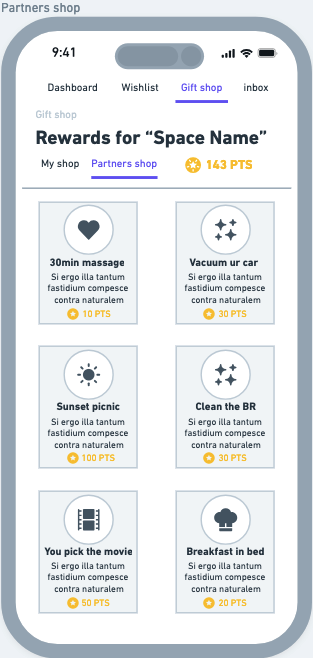 Partners shop
9:41
Dashboard Wishlist Gift shop inbox
Gift shop
Rewards for “Space Name”
My shop Partners shop 143 PTS
30min massage
Si ergo illa tantum
fastidium compesce
contra naturalem
10 PTS
Vacuum ur car
Si ergo illa tantum
fastidium compesce
contra naturalem
30 PTS
Sunset picnic
Si ergo illa tantum
fastidium compesce
contra naturalem
100 PTS
Clean the BR
Si ergo illa tantum
fastidium compesce
contra naturalem
30 PTS
You pick the movie
Si ergo illa tantum
fastidium compesce
contra naturalem
50 PTS
Breakfast in bed
Si ergo illa tantum
fastidium compesce
contra naturalem
20 PTS